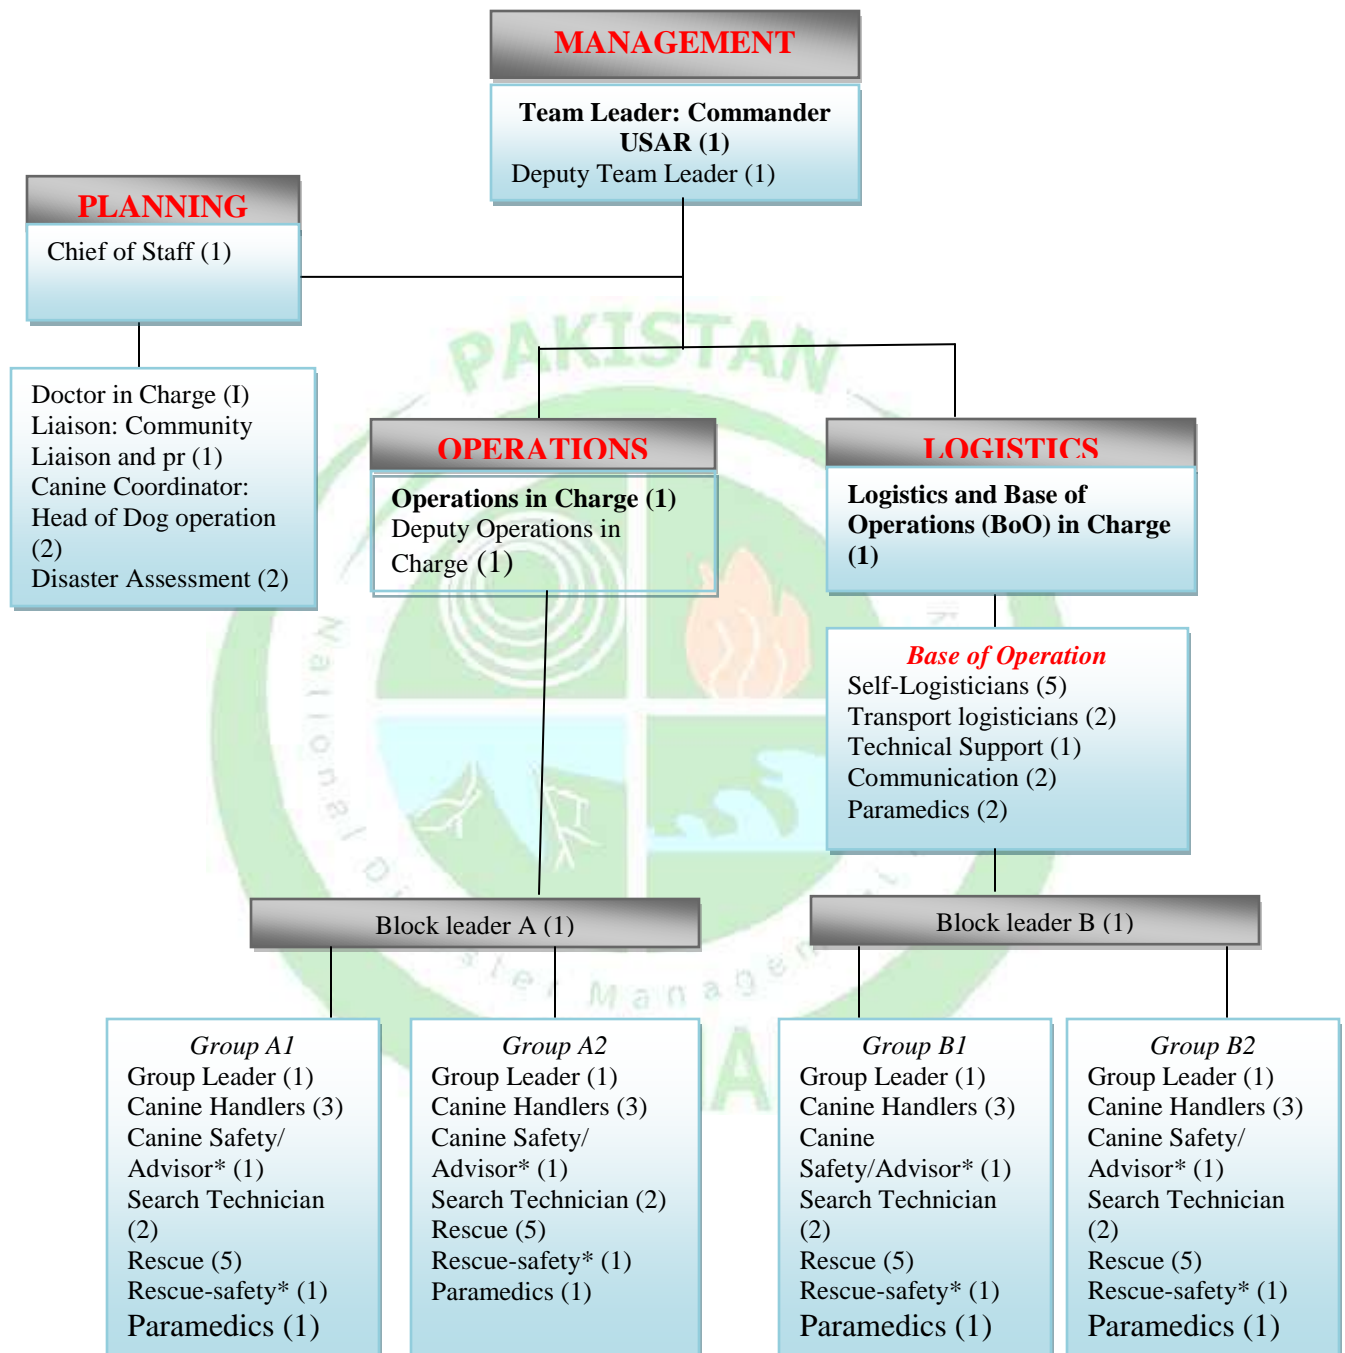 MANAGEMENT
Team Leader: Commander
USAR (1)
Deputy Team Leader (1)
PLANNING
Chief of Staff (1)
Doctor in Charge (I)
Liaison: Community
Liaison and pr (1)
Canine Coordinator:
Head of Dog operation
(2)
Disaster Assessment (2)
OPERATIONS
Operations in Charge (1)
Deputy Operations in
Charge (1)
LOGISTICS
Logistics and Base of
Operations (BoO) in Charge
(1)
Base of Operation
Self-Logisticians (5)
Transport logisticians (2)
Technical Support (1)
Communication (2)
Paramedics (2)
Block leader A (1)
Block leader B (1)
Group A1
Group Leader (1)
Canine Handlers (3)
Canine Safety/
Advisor* (1)
Search Technician
(2)
Rescue (5)
Rescue-safety* (1)
Paramedics (1)
Group A2
Group Leader (1)
Canine Handlers (3)
Canine Safety/
Advisor* (1)
Search Technician (2)
Rescue (5)
Rescue-safety* (1)
Paramedics (1)
Group B1
Group Leader (1)
Canine Handlers (3)
Canine
Safety/Advisor* (1)
Search Technician
(2)
Rescue (5)
Rescue-safety* (1)
Paramedics (1)
Group B2
Group Leader (1)
Canine Handlers (3)
Canine Safety/
Advisor* (1)
Search Technician
(2)
Rescue (5)
Rescue-safety* (1)
Paramedics (1)
PAKISTAN
National Disaster Management